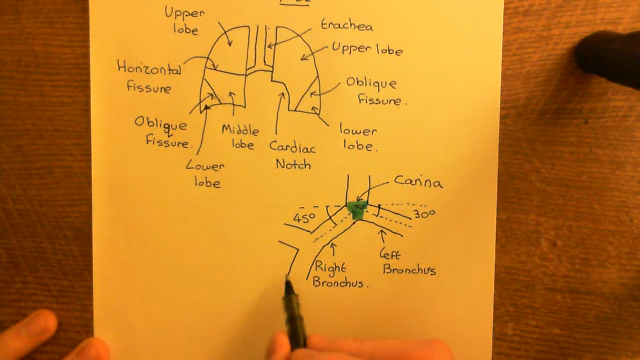 Upper
lobe
Trachea
Upper lobe
Horizontal
Fissure
Oblique
Fissure.
Oblique
Fissure.
Middle
lobe
Cardiac
Notch
lower
lobe.
Lower
lobe
Carina
45°
30°
Right
Bronchus.
Left
Bronchus